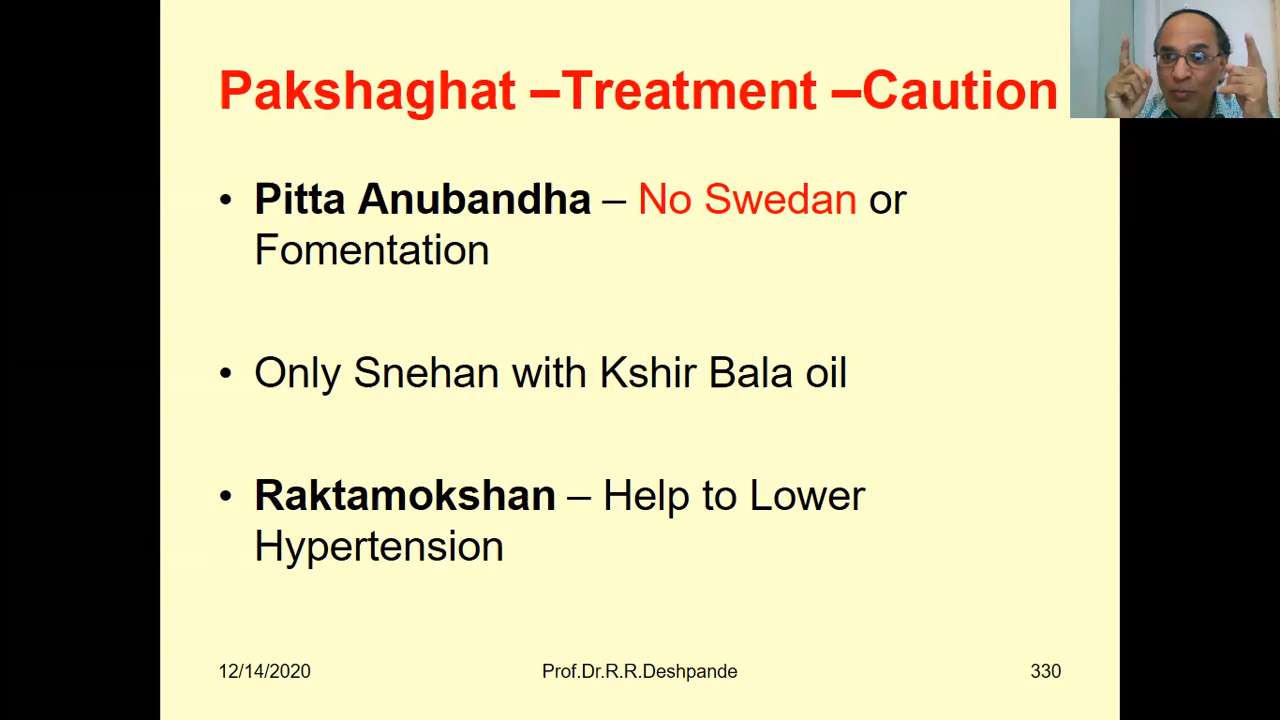 Pakshaghat –Treatment –Caution
• Pitta Anubandha – No Swedan or
Fomentation
• Only Snehan with Kshir Bala oil
• Raktamokshan – Help to Lower
Hypertension
12/14/2020 Prof.Dr.R.R.Deshpande 330